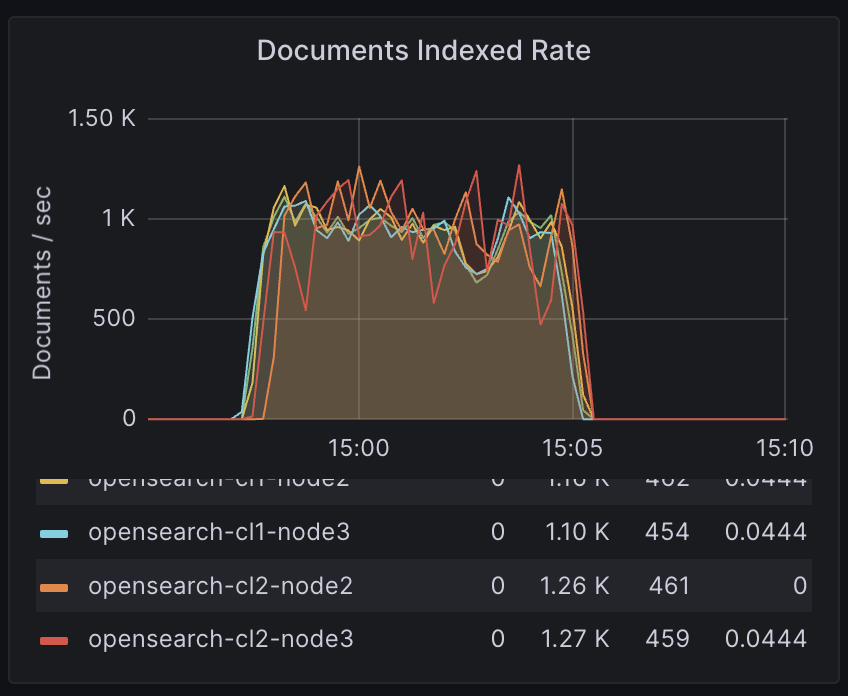 Documents Indexed Rate
Documents / sec
1.50 K
1 K
500
0
15:00 15:05 15:10
opensearch-cl1-node2 0 1.16 K 462 0.0444
opensearch-cl1-node3 0 1.10 K 454 0.0444
opensearch-cl2-node2 0 1.26 K 461 0
opensearch-cl2-node3 0 1.27 K 459 0.0444